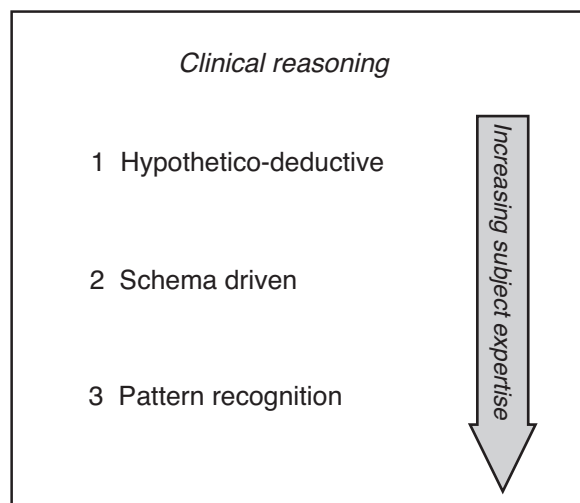 Clinical reasoning
1 Hypothetico-deductive
2 Schema driven
3 Pattern recognition
Increasing subject expertise